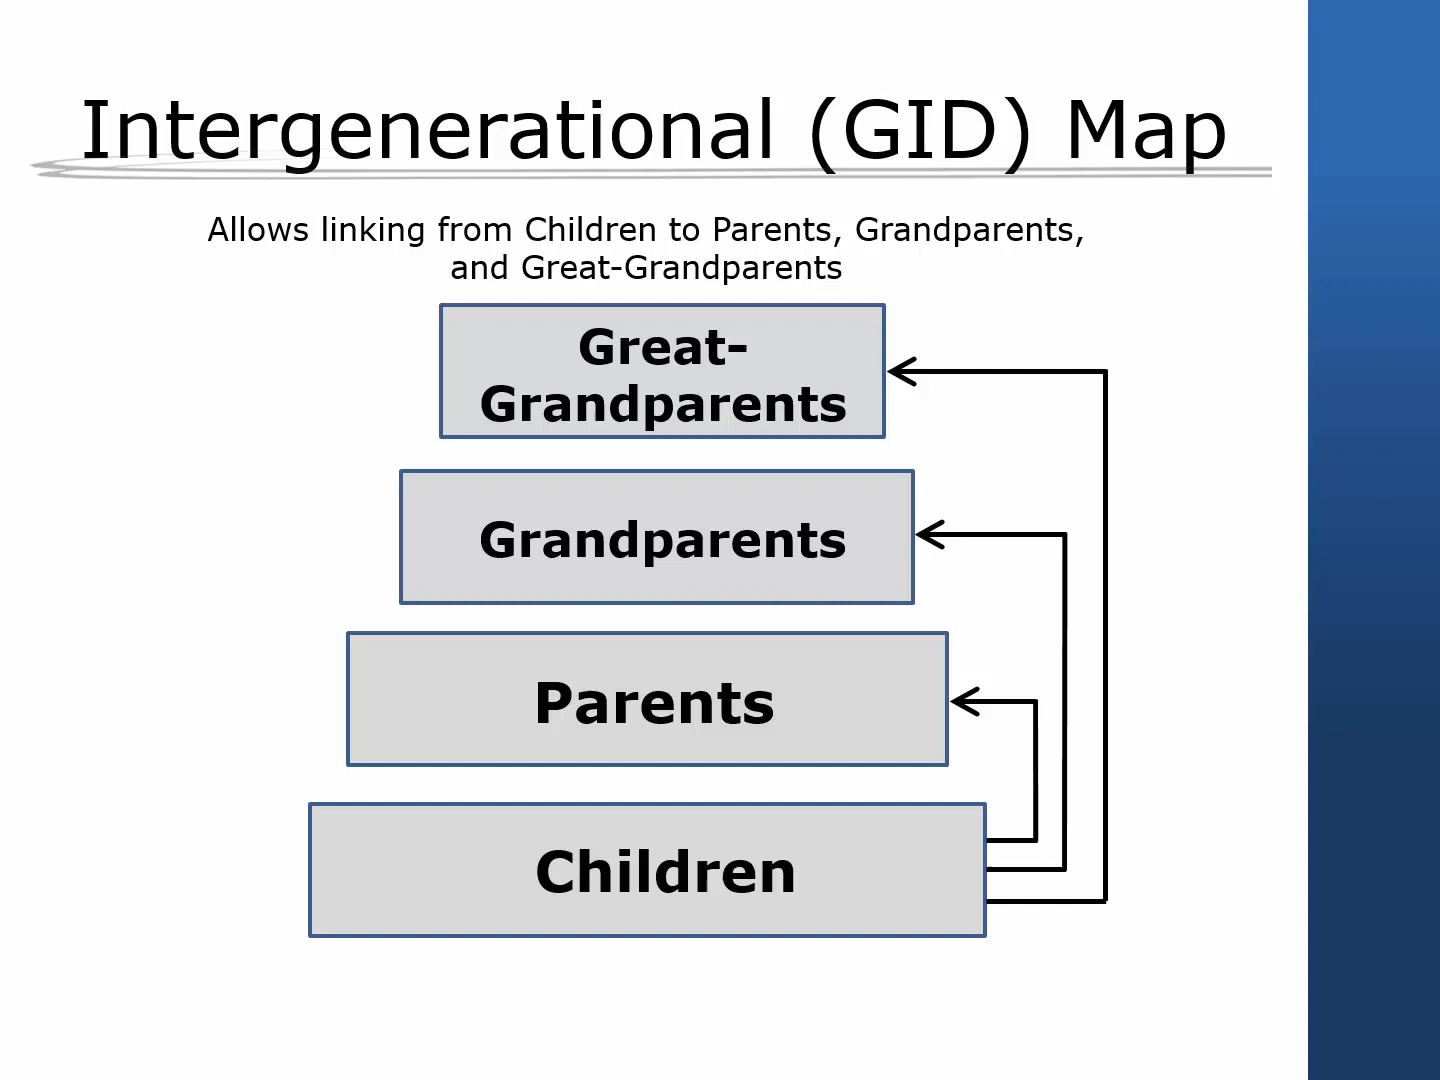 Intergenerational (GID) Map
Allows linking from Children to Parents, Grandparents,
and Great-Grandparents
Great-
Grandparents
Grandparents
Parents
Children